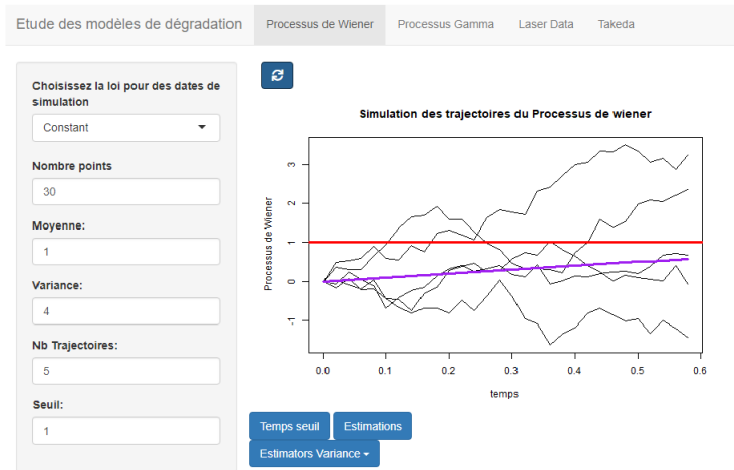 Etude des modèles de dégradation
Processus de Wiener
Processus Gamma
Laser Data
Takeda
Choisissez la loi pour des dates de
simulation
Constant
Nombre points
30
Moyenne:
1
Variance:
4
Nb Trajectoires:
5
Seuil:
1
Simulation des trajectoires du Processus de wiener
Processus de Wiener
3
2
1
0
-1
0.0
0.1
0.2
0.3
0.4
0.5
0.6
temps
Temps seuil
Estimations
Estimators Variance